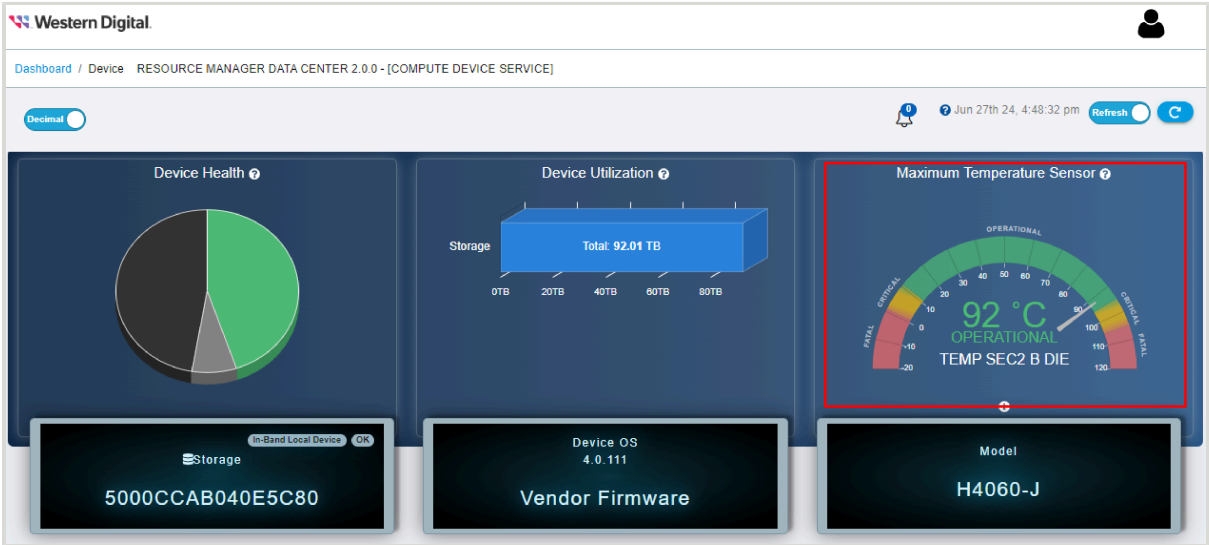 Western Digital.
Dashboard / Device RESOURCE MANAGER DATA CENTER 2.0.0 - [COMPUTE DEVICE SERVICE]
Decimal
0
Jun 27th 24, 4:48:32 pm
Refresh
Device Health
Device Utilization
Storage
Total: 92.01 TB
0TB 20TB 40TB 60TB 80TB
Maximum Temperature Sensor
FATAL
CRITICAL
OPERATIONAL
CRITICAL
FATAL
-20 -10 0 10 20 30 40 50 60 70 80 90 100 110 120
92 °C
OPERATIONAL
TEMP SEC2 B DIE
In-Band Local Device OK
Storage
5000CCAB040E5C80
Device OS
4.0.111
Vendor Firmware
Model
H4060-J